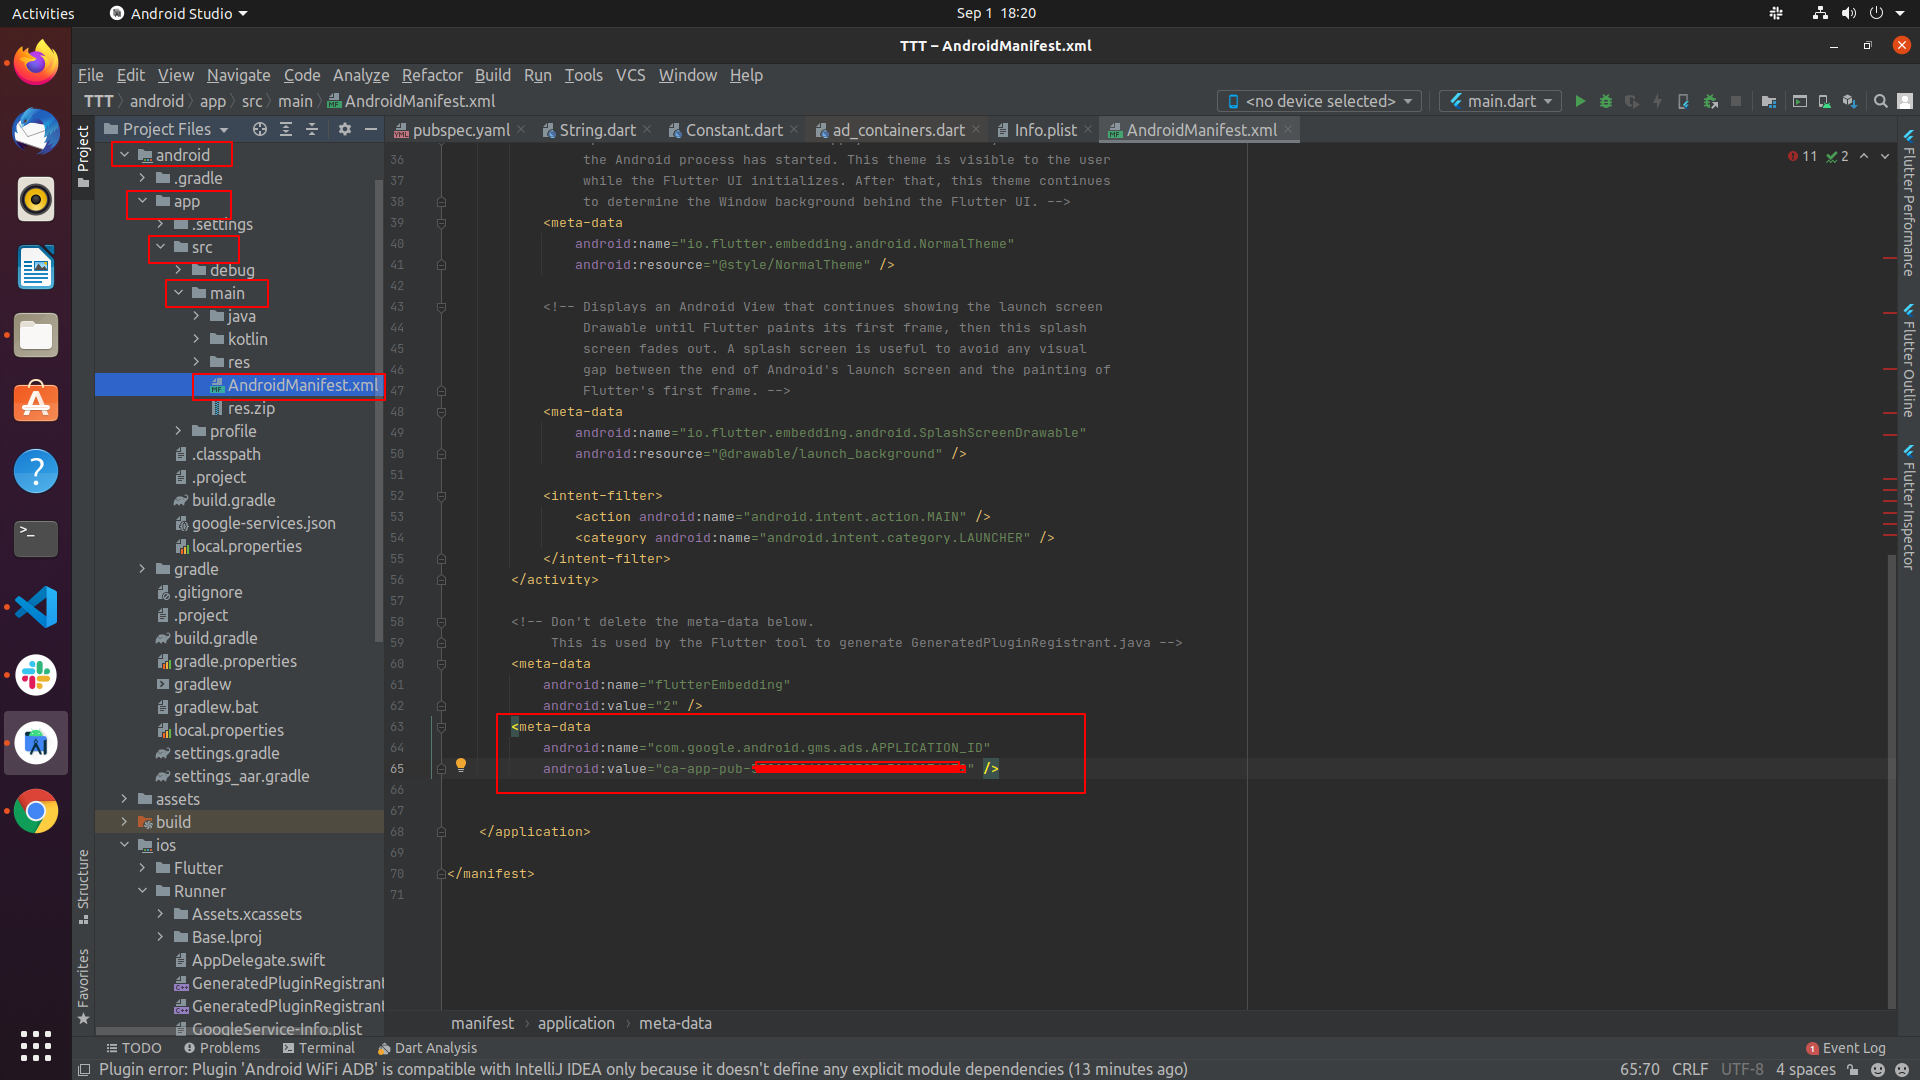 Activities
Android Studio
Sep 1 18:20
TTT – AndroidManifest.xml
File Edit View Navigate Code Analyze Refactor Build Run Tools VCS Window Help
TTT android app src main AndroidManifest.xml
<no device selected>
main.dart
Project
Project Files
pubspec.yaml
String.dart
Constant.dart
ad_containers.dart
Info.plist
AndroidManifest.xml
android
.gradle
app
.settings
src
debug
main
java
kotlin
res
AndroidManifest.xml
res.zip
profile
.classpath
.project
build.gradle
google-services.json
local.properties
gradle
.gitignore
.project
build.gradle
gradle.properties
gradlew
gradlew.bat
local.properties
settings.gradle
settings_aar.gradle
assets
build
ios
Flutter
Runner
Assets.xcassets
Base.lproj
AppDelegate.swift
GeneratedPluginRegistrant
GeneratedPluginRegistrant
GoogleService-Info.plist
Structure
Favorites
11 2
36 the Android process has started. This theme is visible to the user
37 while the Flutter UI initializes. After that, this theme continues
38 to determine the Window background behind the Flutter UI. -->
39 <meta-data
40 android:name="io.flutter.embedding.android.NormalTheme"
41 android:resource="@style/NormalTheme" />
42
43 <!-- Displays an Android View that continues showing the launch screen
44 Drawable until Flutter paints its first frame, then this splash
45 screen fades out. A splash screen is useful to avoid any visual
46 gap between the end of Android's launch screen and the painting of
47 Flutter's first frame. -->
48 <meta-data
49 android:name="io.flutter.embedding.android.SplashScreenDrawable"
50 android:resource="@drawable/launch_background" />
51
52 <intent-filter>
53 <action android:name="android.intent.action.MAIN" />
54 <category android:name="android.intent.category.LAUNCHER" />
55 </intent-filter>
56 </activity>
57
58 <!-- Don't delete the meta-data below.
59 This is used by the Flutter tool to generate GeneratedPluginRegistrant.java -->
60 <meta-data
61 android:name="flutterEmbedding"
62 android:value="2" />
63 <meta-data
64 android:name="com.google.android.gms.ads.APPLICATION_ID"
65 android:value="ca-app-pub- " />
66
67
68 </application>
69
70 </manifest>
71
Flutter Performance
Flutter Outline
Flutter Inspector
manifest application meta-data
TODO Problems Terminal Dart Analysis
1 Event Log
Plugin error: Plugin 'Android WiFi ADB' is compatible with IntelliJ IDEA only because it doesn't define any explicit module dependencies (13 minutes ago)
65:70 CRLF UTF-8 4 spaces